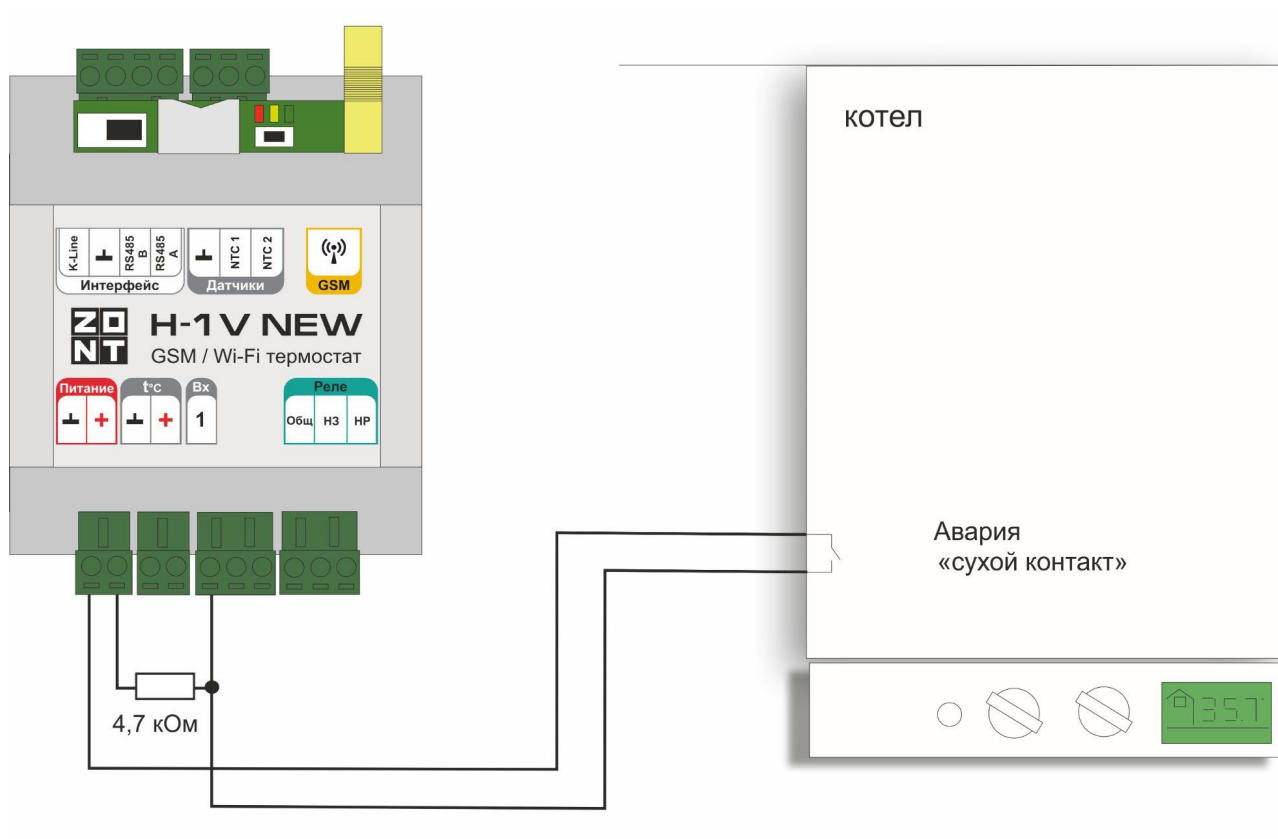 котел
K-Line
RS485
B
RS485
A
NTC 1
NTC 2
Интерфейс
Датчики
GSM
ZONT
H-1V NEW
GSM / Wi-Fi термостат
Питание
t°C
Вх
Реле
+
+
1
Общ
НЗ
НР
Авария
«сухой контакт»
4,7 кОм
35.7°